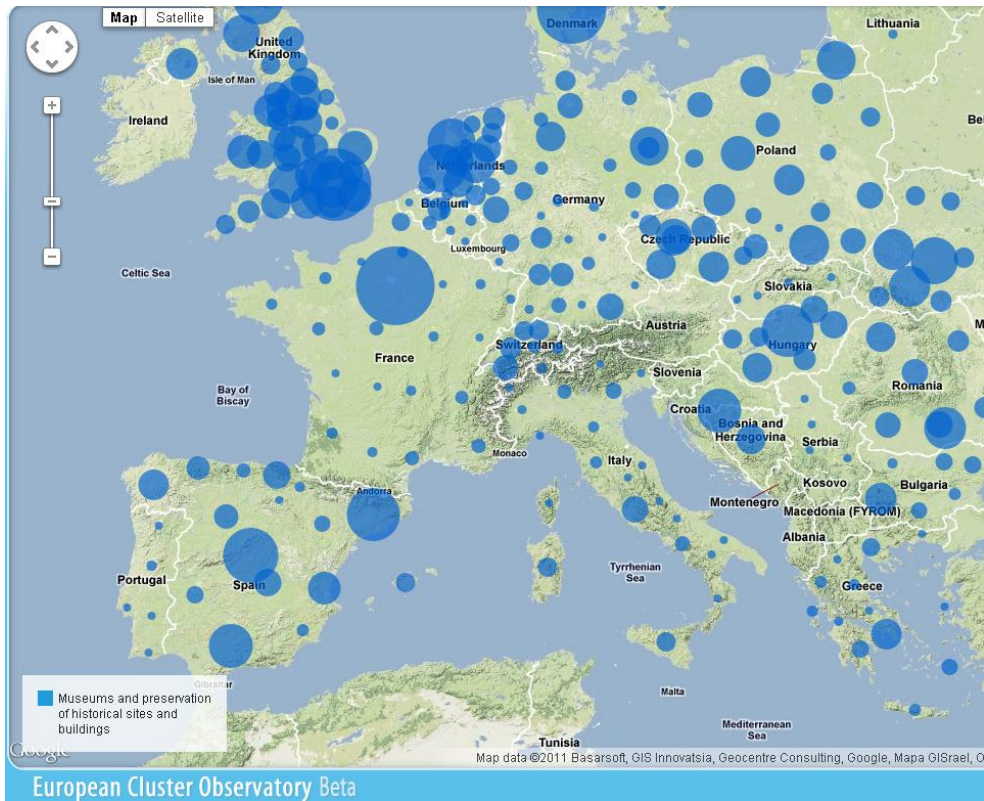 Map Satellite
Denmark
Lithuania
United
Kingdom
Isle of Man
Ireland
Netherlands
Poland
Belgium
Germany
Luxembourg
Czech Republic
Celtic Sea
Slovakia
Austria
Switzerland
Hungary
France
Slovenia
Romania
Bay of
Biscay
Croatia
Bosnia and
Herzegovina
Serbia
Monaco
Italy
Kosovo
Bulgaria
Andorra
Montenegro
Macedonia (FYROM)
Albania
Tyrrhenian
Sea
Portugal
Spain
Greece
Gibraltar
Museums and preservation
of historical sites and
buildings
Malta
Mediterranean
Sea
Tunisia
Google
Map data ©2011 Basarsoft, GIS Innovatsia, Geocentre Consulting, Google, Mapa GISrael, O
European Cluster Observatory Beta